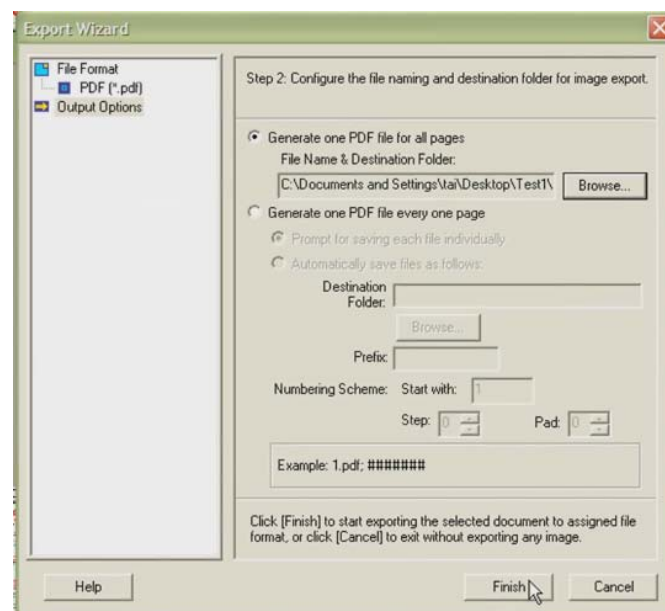 Export Wizard
File Format
PDF (*.pdf)
Output Options
Step 2: Configure the file naming and destination folder for image export.
Generate one PDF file for all pages
File Name & Destination Folder:
C:\Documents and Settings\tai\Desktop\Test1\
Browse...
Generate one PDF file every one page
Prompt for saving each file individually
Automatically save files as follows:
Destination
Folder:
Browse...
Prefix:
Numbering Scheme: Start with: 1
Step: 0 Pad: 0
Example: 1.pdf; #######
Click [Finish] to start exporting the selected document to assigned file
format, or click [Cancel] to exit without exporting any image.
Help
Finish
Cancel